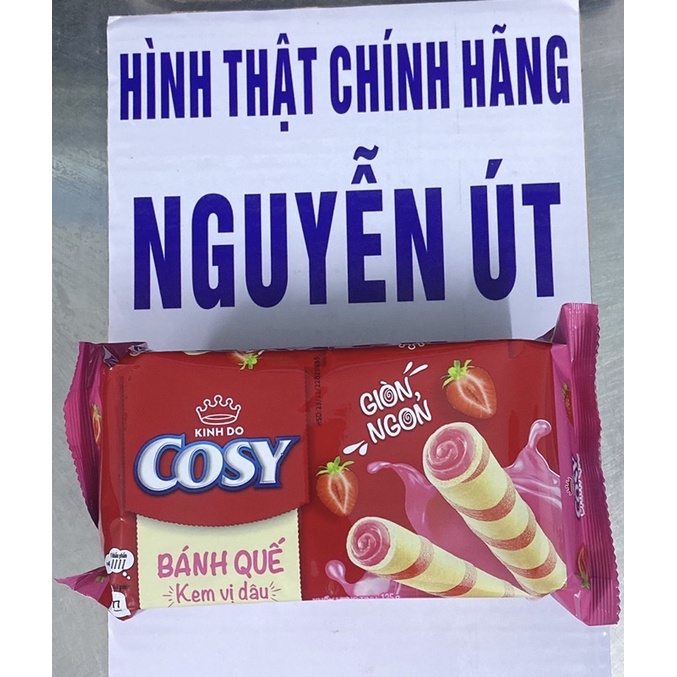 HÌNH THẬT CHÍNH HÃNG
NGUYỄN ÚT
KINH DO
COSY
GIÒN,
NGON
BÁNH QUẾ
Kem vị dâu